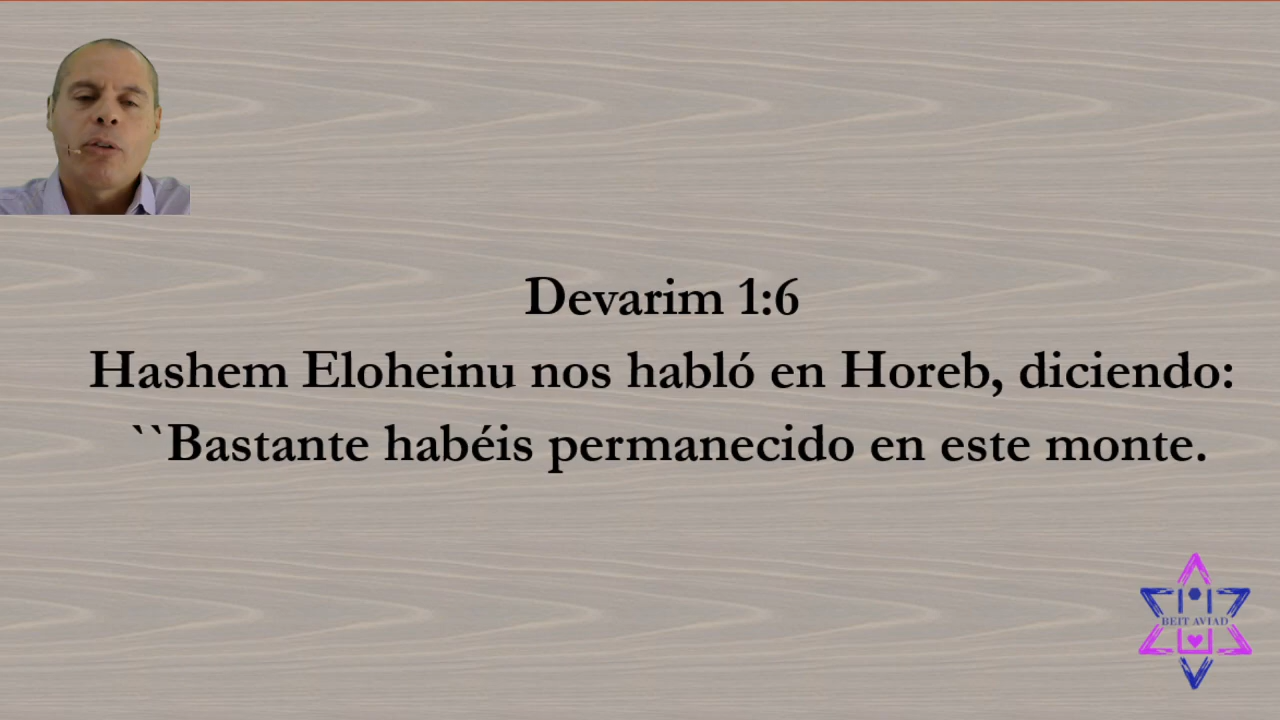 Devarim 1:6
Hashem Eloheinu nos habló en Horeb, diciendo:
``Bastante habéis permanecido en este monte.
BEIT AVIAD